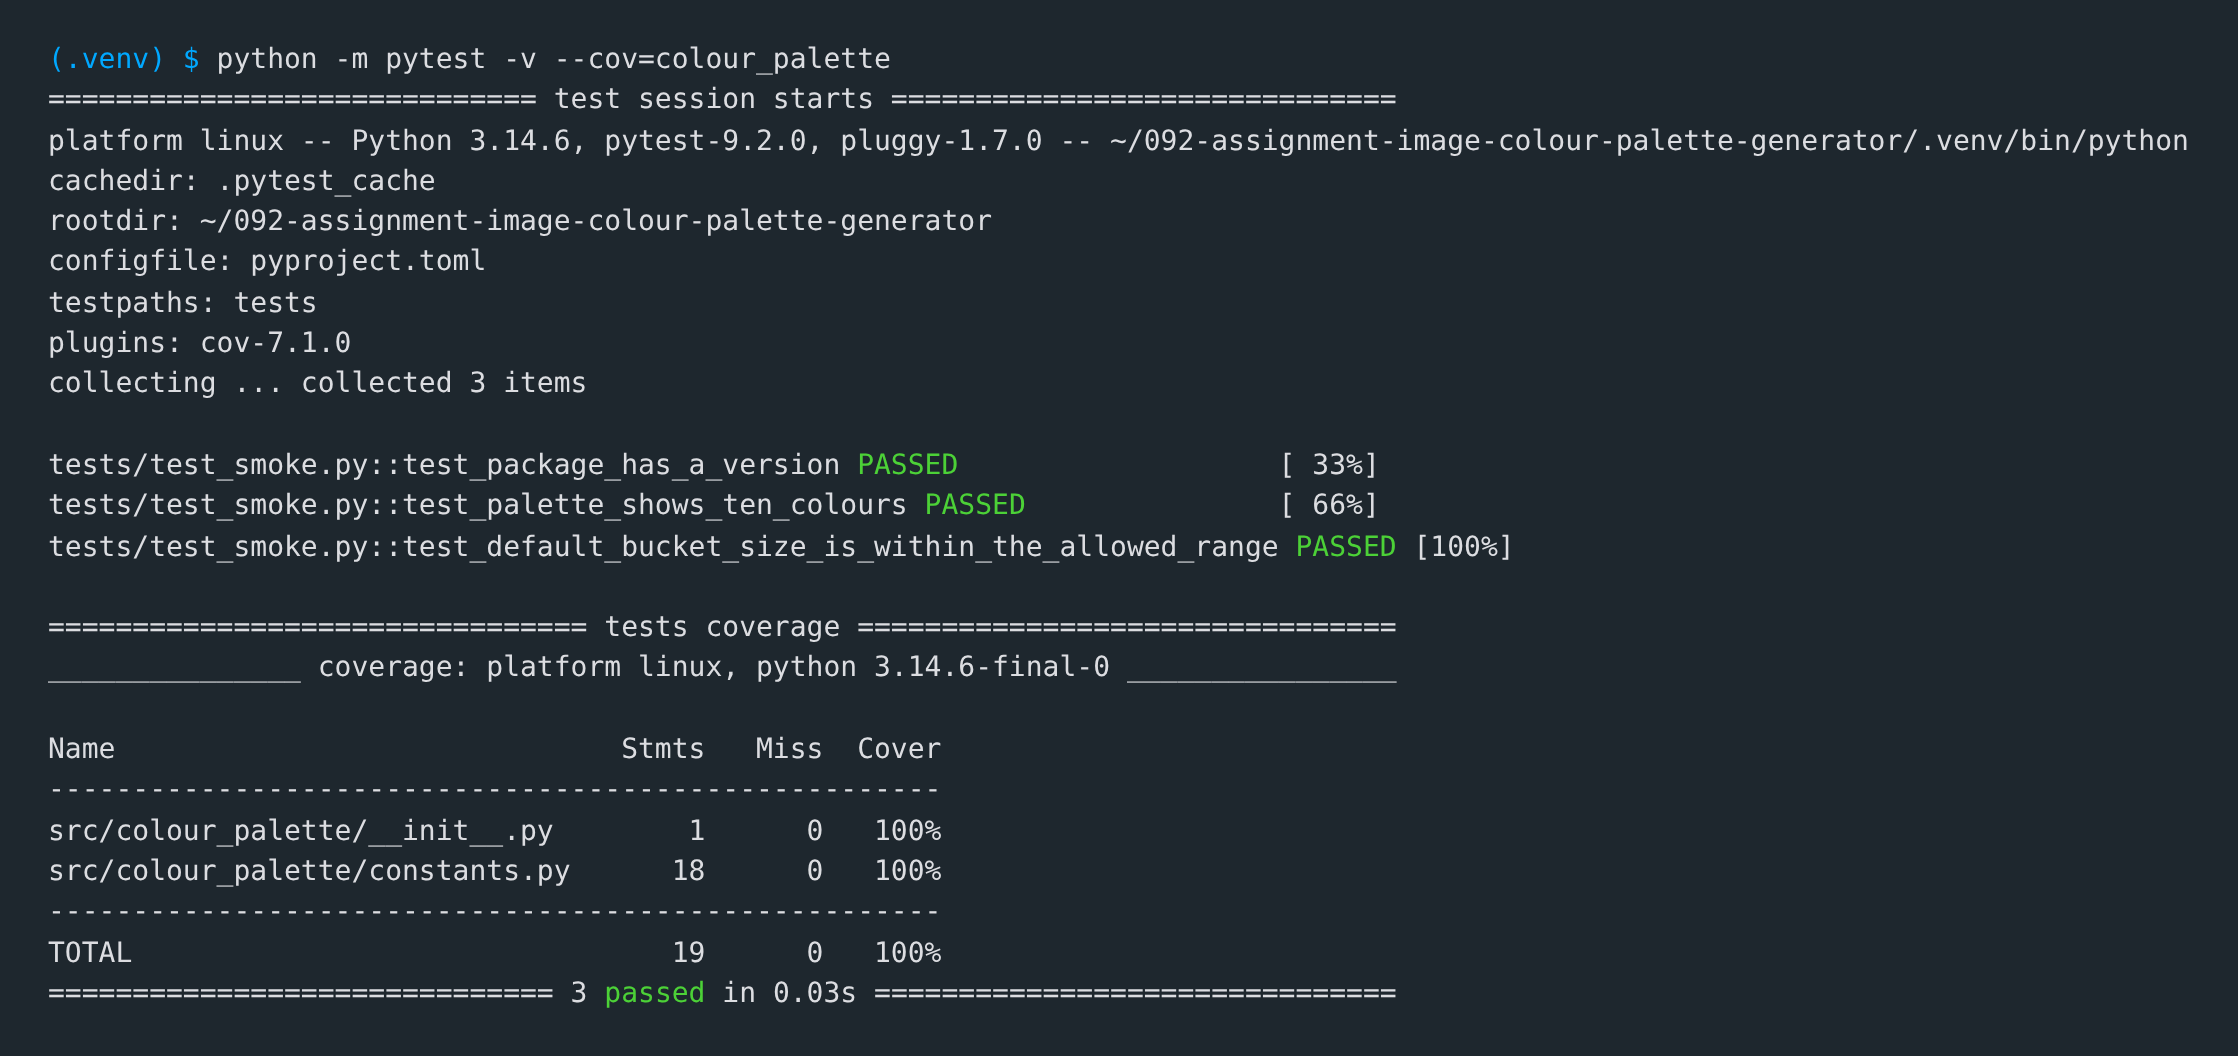 (.venv) $ python -m pytest -v --cov=colour_palette
============================= test session starts ==============================
platform linux -- Python 3.14.6, pytest-9.2.0, pluggy-1.7.0 -- ~/092-assignment-image-colour-palette-generator/.venv/bin/python
cachedir: .pytest_cache
rootdir: ~/092-assignment-image-colour-palette-generator
configfile: pyproject.toml
testpaths: tests
plugins: cov-7.1.0
collecting ... collected 3 items

tests/test_smoke.py::test_package_has_a_version PASSED                   [ 33%]
tests/test_smoke.py::test_palette_shows_ten_colours PASSED               [ 66%]
tests/test_smoke.py::test_default_bucket_size_is_within_the_allowed_range PASSED [100%]

================================ tests coverage ================================
_______________ coverage: platform linux, python 3.14.6-final-0 ________________

Name                              Stmts   Miss  Cover
-----------------------------------------------------
src/colour_palette/__init__.py        1      0   100%
src/colour_palette/constants.py      18      0   100%
-----------------------------------------------------
TOTAL                                19      0   100%
============================== 3 passed in 0.03s ===============================